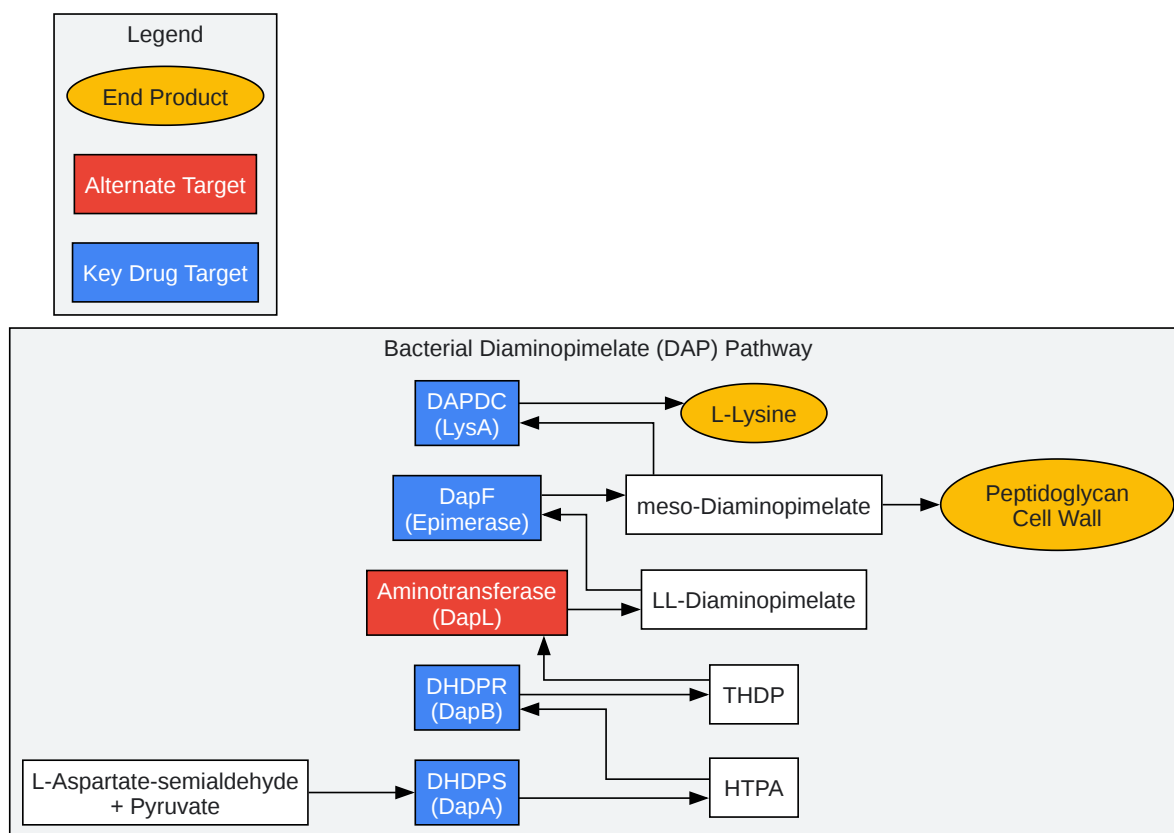 Legend
End Product
Alternate Target
Key Drug Target
Bacterial Diaminopimelate (DAP) Pathway
DAPDC
(LysA)
L-Lysine
DapF
(Epimerase)
meso-Diaminopimelate
Peptidoglycan
Cell Wall
Aminotransferase
(DapL)
LL-Diaminopimelate
DHDPR
(DapB)
THDP
L-Aspartate-semialdehyde
+ Pyruvate
DHDPS
(DapA)
HTPA